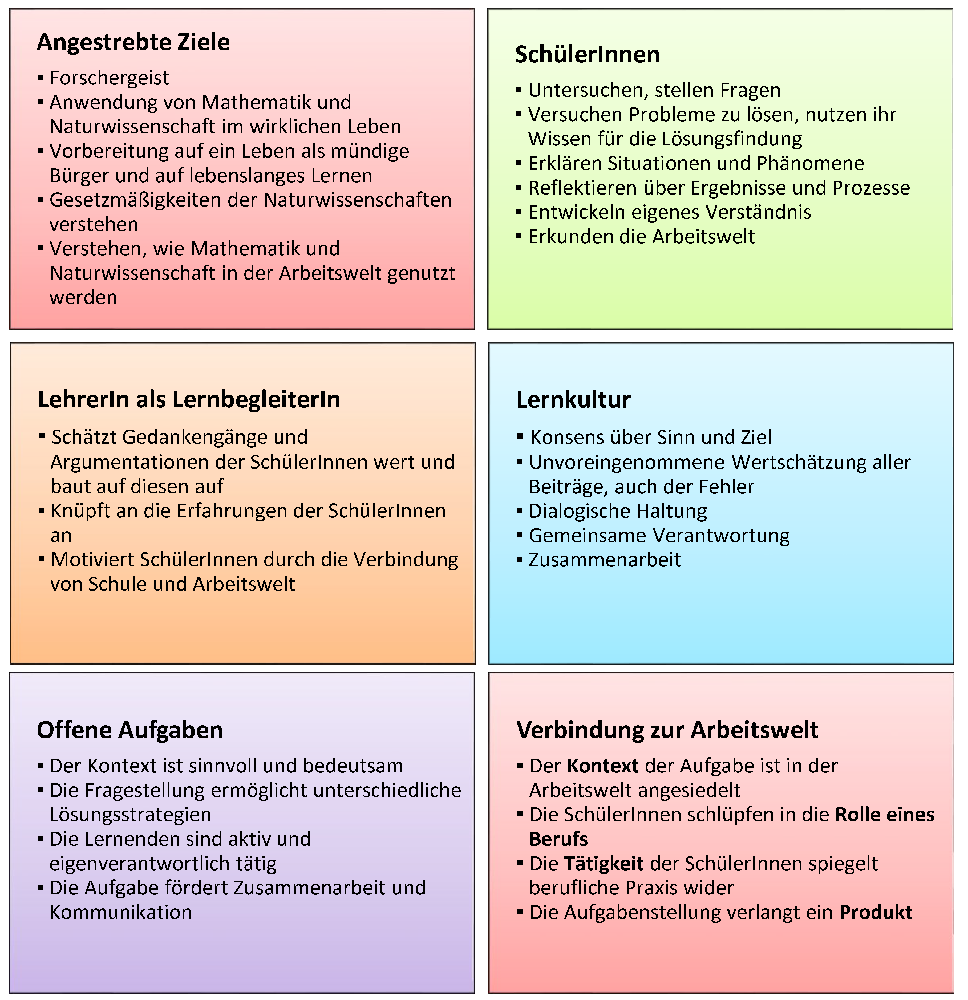 Angestrebte Ziele
▪ Forschergeist
▪ Anwendung von Mathematik und
Naturwissenschaft im wirklichen Leben
▪ Vorbereitung auf ein Leben als mündige
Bürger und auf lebenslanges Lernen
▪ Gesetzmäßigkeiten der Naturwissenschaften
verstehen
▪ Verstehen, wie Mathematik und
Naturwissenschaft in der Arbeitswelt genutzt
werden
SchülerInnen
▪ Untersuchen, stellen Fragen
▪ Versuchen Probleme zu lösen, nutzen ihr
Wissen für die Lösungsfindung
▪ Erklären Situationen und Phänomene
▪ Reflektieren über Ergebnisse und Prozesse
▪ Entwickeln eigenes Verständnis
▪ Erkunden die Arbeitswelt
LehrerIn als LernbegleiterIn
▪ Schätzt Gedankengänge und
Argumentationen der SchülerInnen wert und
baut auf diesen auf
▪ Knüpft an die Erfahrungen der SchülerInnen
an
▪ Motiviert SchülerInnen durch die Verbindung
von Schule und Arbeitswelt
Lernkultur
▪ Konsens über Sinn und Ziel
▪ Unvoreingenommene Wertschätzung aller
Beiträge, auch der Fehler
▪ Dialogische Haltung
▪ Gemeinsame Verantwortung
▪ Zusammenarbeit
Offene Aufgaben
▪ Der Kontext ist sinnvoll und bedeutsam
▪ Die Fragestellung ermöglicht unterschiedliche
Lösungsstrategien
▪ Die Lernenden sind aktiv und
eigenverantwortlich tätig
▪ Die Aufgabe fördert Zusammenarbeit und
Kommunikation
Verbindung zur Arbeitswelt
▪ Der Kontext der Aufgabe ist in der
Arbeitswelt angesiedelt
▪ Die SchülerInnen schlüpfen in die Rolle eines
Berufs
▪ Die Tätigkeit der SchülerInnen spiegelt
berufliche Praxis wider
▪ Die Aufgabenstellung verlangt ein Produkt